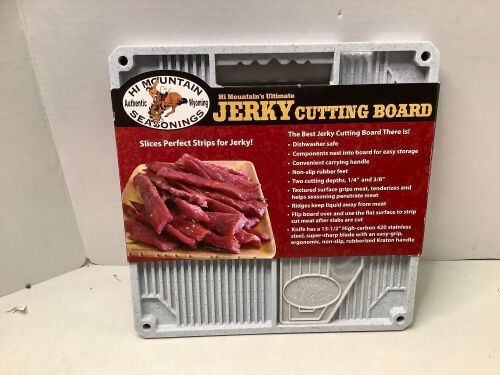 HI MOUNTAIN
Authentic Wyoming
SEASONINGS
Hi Mountain's Ultimate
JERKY CUTTING BOARD
Slices Perfect Strips for Jerky!
The Best Jerky Cutting Board There is!
• Dishwasher safe
• Components nest into board for easy storage
• Convenient carrying handle
• Non-slip rubber feet
• Two cutting depths, 1/4" and 3/8"
• Textured surface grips meat, tenderizes and
helps seasoning penetrate meat
• Ridges keep liquid away from meat
• Flip board over and use the flat surface to strip
cut meat after slabs are cut
• Knife has a 13-1/2" High-carbon 420 stainless
steel, super-sharp blade with an easy-grip,
ergonomic, non-slip, rubberized Kraton handle